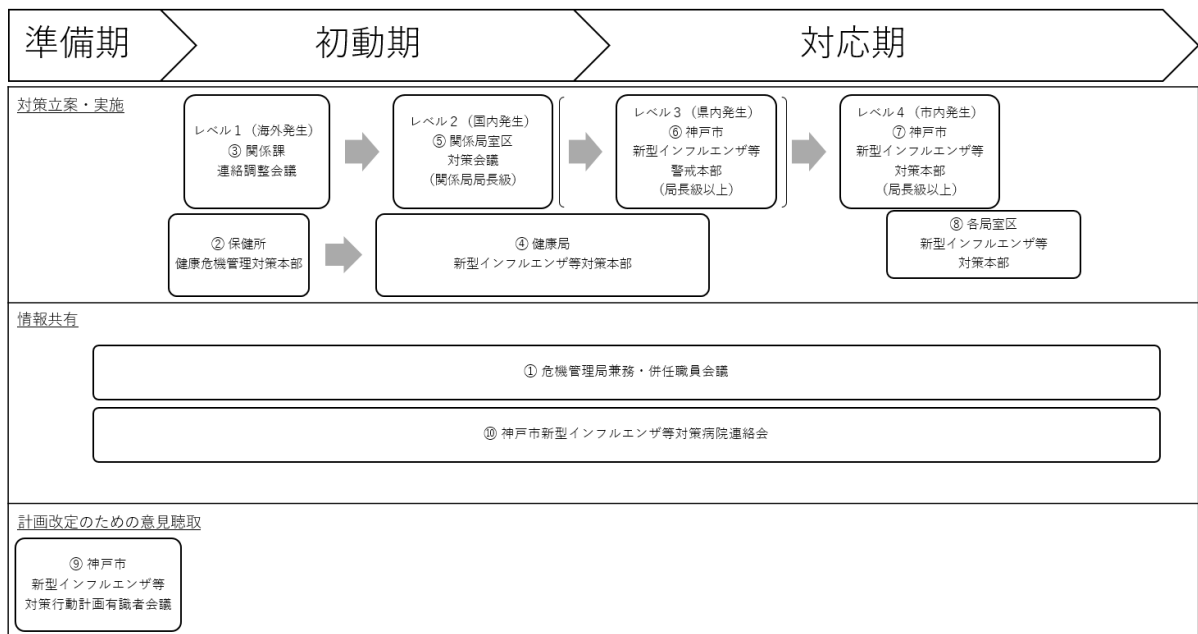 準備期
初動期
対応期
対策立案・実施
レベル１（海外発生）
③ 関係課
連絡調整会議
レベル２（国内発生）
⑤ 関係局室区
対策会議
(関係局局長級)
レベル３（県内発生）
⑥ 神戸市
新型インフルエンザ等
警戒本部
(局長級以上)
レベル４（市内発生）
⑦ 神戸市
新型インフルエンザ等
対策本部
(局長級以上)
② 保健所
健康危機管理対策本部
④ 健康局
新型インフルエンザ等対策本部
⑧ 各局室区
新型インフルエンザ等
対策本部
情報共有
① 危機管理局兼務・併任職員会議
⑩ 神戸市新型インフルエンザ等対策病院連絡会
計画改定のための意見聴取
⑨ 神戸市
新型インフルエンザ等
対策行動計画有識者会議